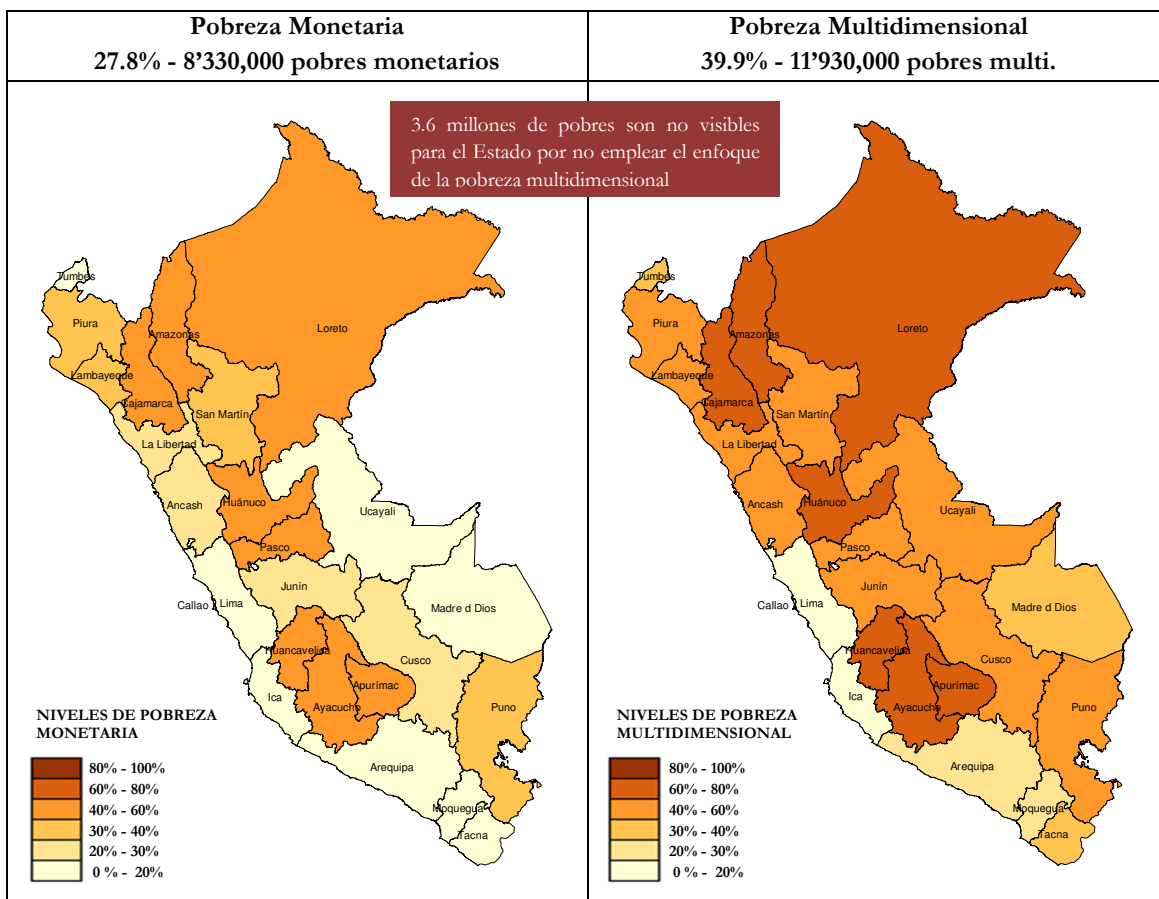 Pobreza Monetaria
27.8% - 8’330,000 pobres monetarios
Pobreza Multidimensional
39.9% - 11’930,000 pobres multi.
3.6 millones de pobres son no visibles
para el Estado por no emplear el enfoque
de la pobreza multidimensional
Tumbes
Piura
Lambayeque
Amazonas
Loreto
Cajamarca
San Martín
La Libertad
Ancash
Huánuco
Ucayali
Pasco
Junín
Callao
Lima
Madre d Dios
Huancavelica
Cusco
Ica
Apurímac
Ayacucho
Puno
Arequipa
Moquegua
Tacna
NIVELES DE POBREZA
MONETARIA
80% - 100%
60% - 80%
40% - 60%
30% - 40%
20% - 30%
0 % - 20%
Tumbes
Piura
Lambayeque
Amazonas
Loreto
Cajamarca
San Martín
La Libertad
Ancash
Huánuco
Ucayali
Pasco
Junín
Callao
Lima
Madre d Dios
Huancavelica
Cusco
Ica
Apurímac
Ayacucho
Puno
Arequipa
Moquegua
Tacna
NIVELES DE POBREZA
MULTIDIMENSIONAL
80% - 100%
60% - 80%
40% - 60%
30% - 40%
20% - 30%
0 % - 20%